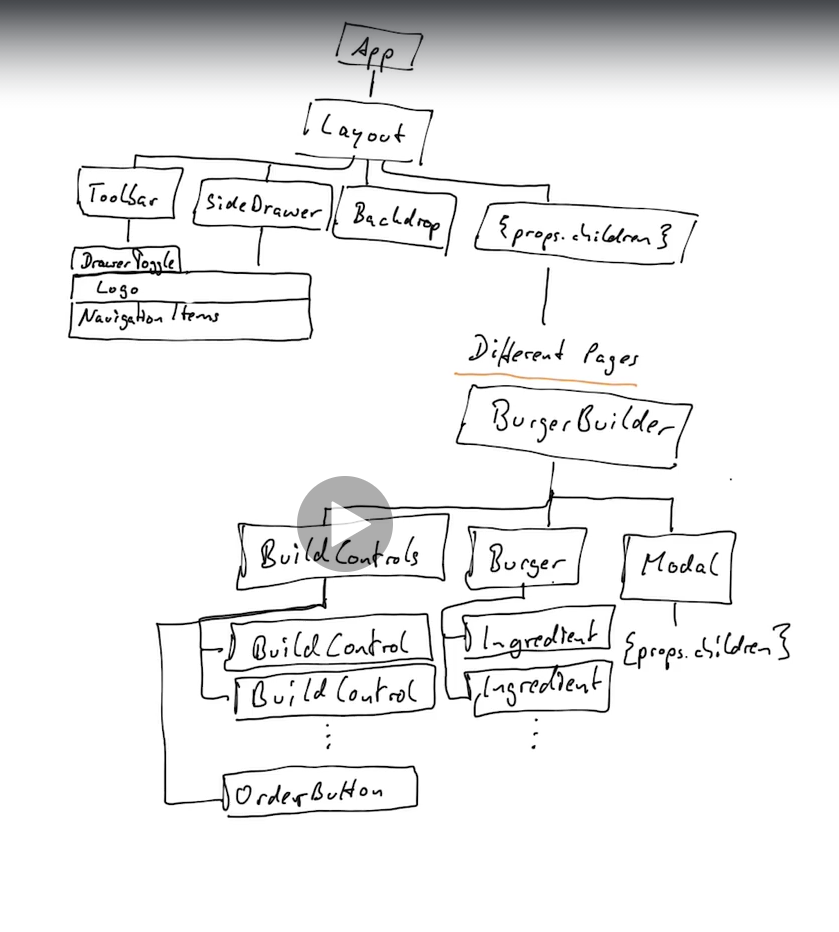 App
Layout
Toolbar
SideDrawer
Backdrop
{props.children}
DrawerToggle
Logo
Navigation Items
Different Pages
BurgerBuilder
BuildControls
Burger
Modal
BuildControl
Ingredient
{props.children}
BuildControl
Ingredient
OrderButton